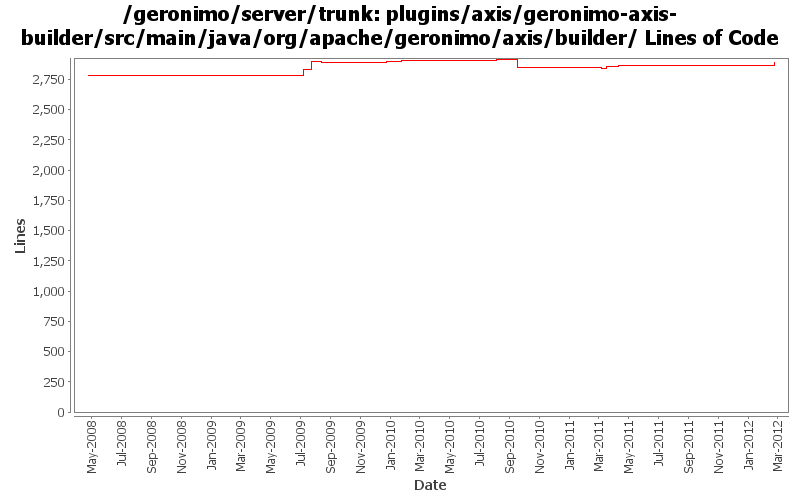 /geronimo/server/trunk: plugins/axis/geronimo-axis-
builder/src/main/java/org/apache/geronimo/axis/builder/ Lines of Code
2,750
2,500
2,250
2,000
1,750
1,500
1,250
1,000
750
500
250
0
Lines
May-2008
Jul-2008
Sep-2008
Nov-2008
Jan-2009
Mar-2009
May-2009
Jul-2009
Sep-2009
Nov-2009
Jan-2010
Mar-2010
May-2010
Jul-2010
Sep-2010
Nov-2010
Jan-2011
Mar-2011
May-2011
Jul-2011
Sep-2011
Nov-2011
Jan-2012
Mar-2012
Date